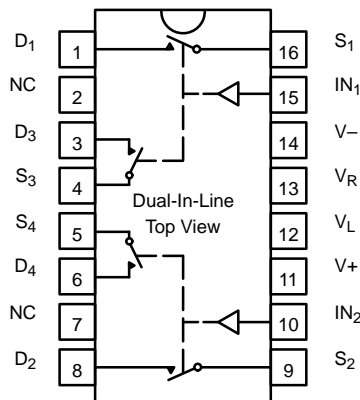 D1 1 16 S1
NC 2 15 IN1
D3 3 14 V−
S3 4 13 VR
Dual-In-Line
Top View
S4 5 12 VL
D4 6 11 V+
NC 7 10 IN2
D2 8 9 S2